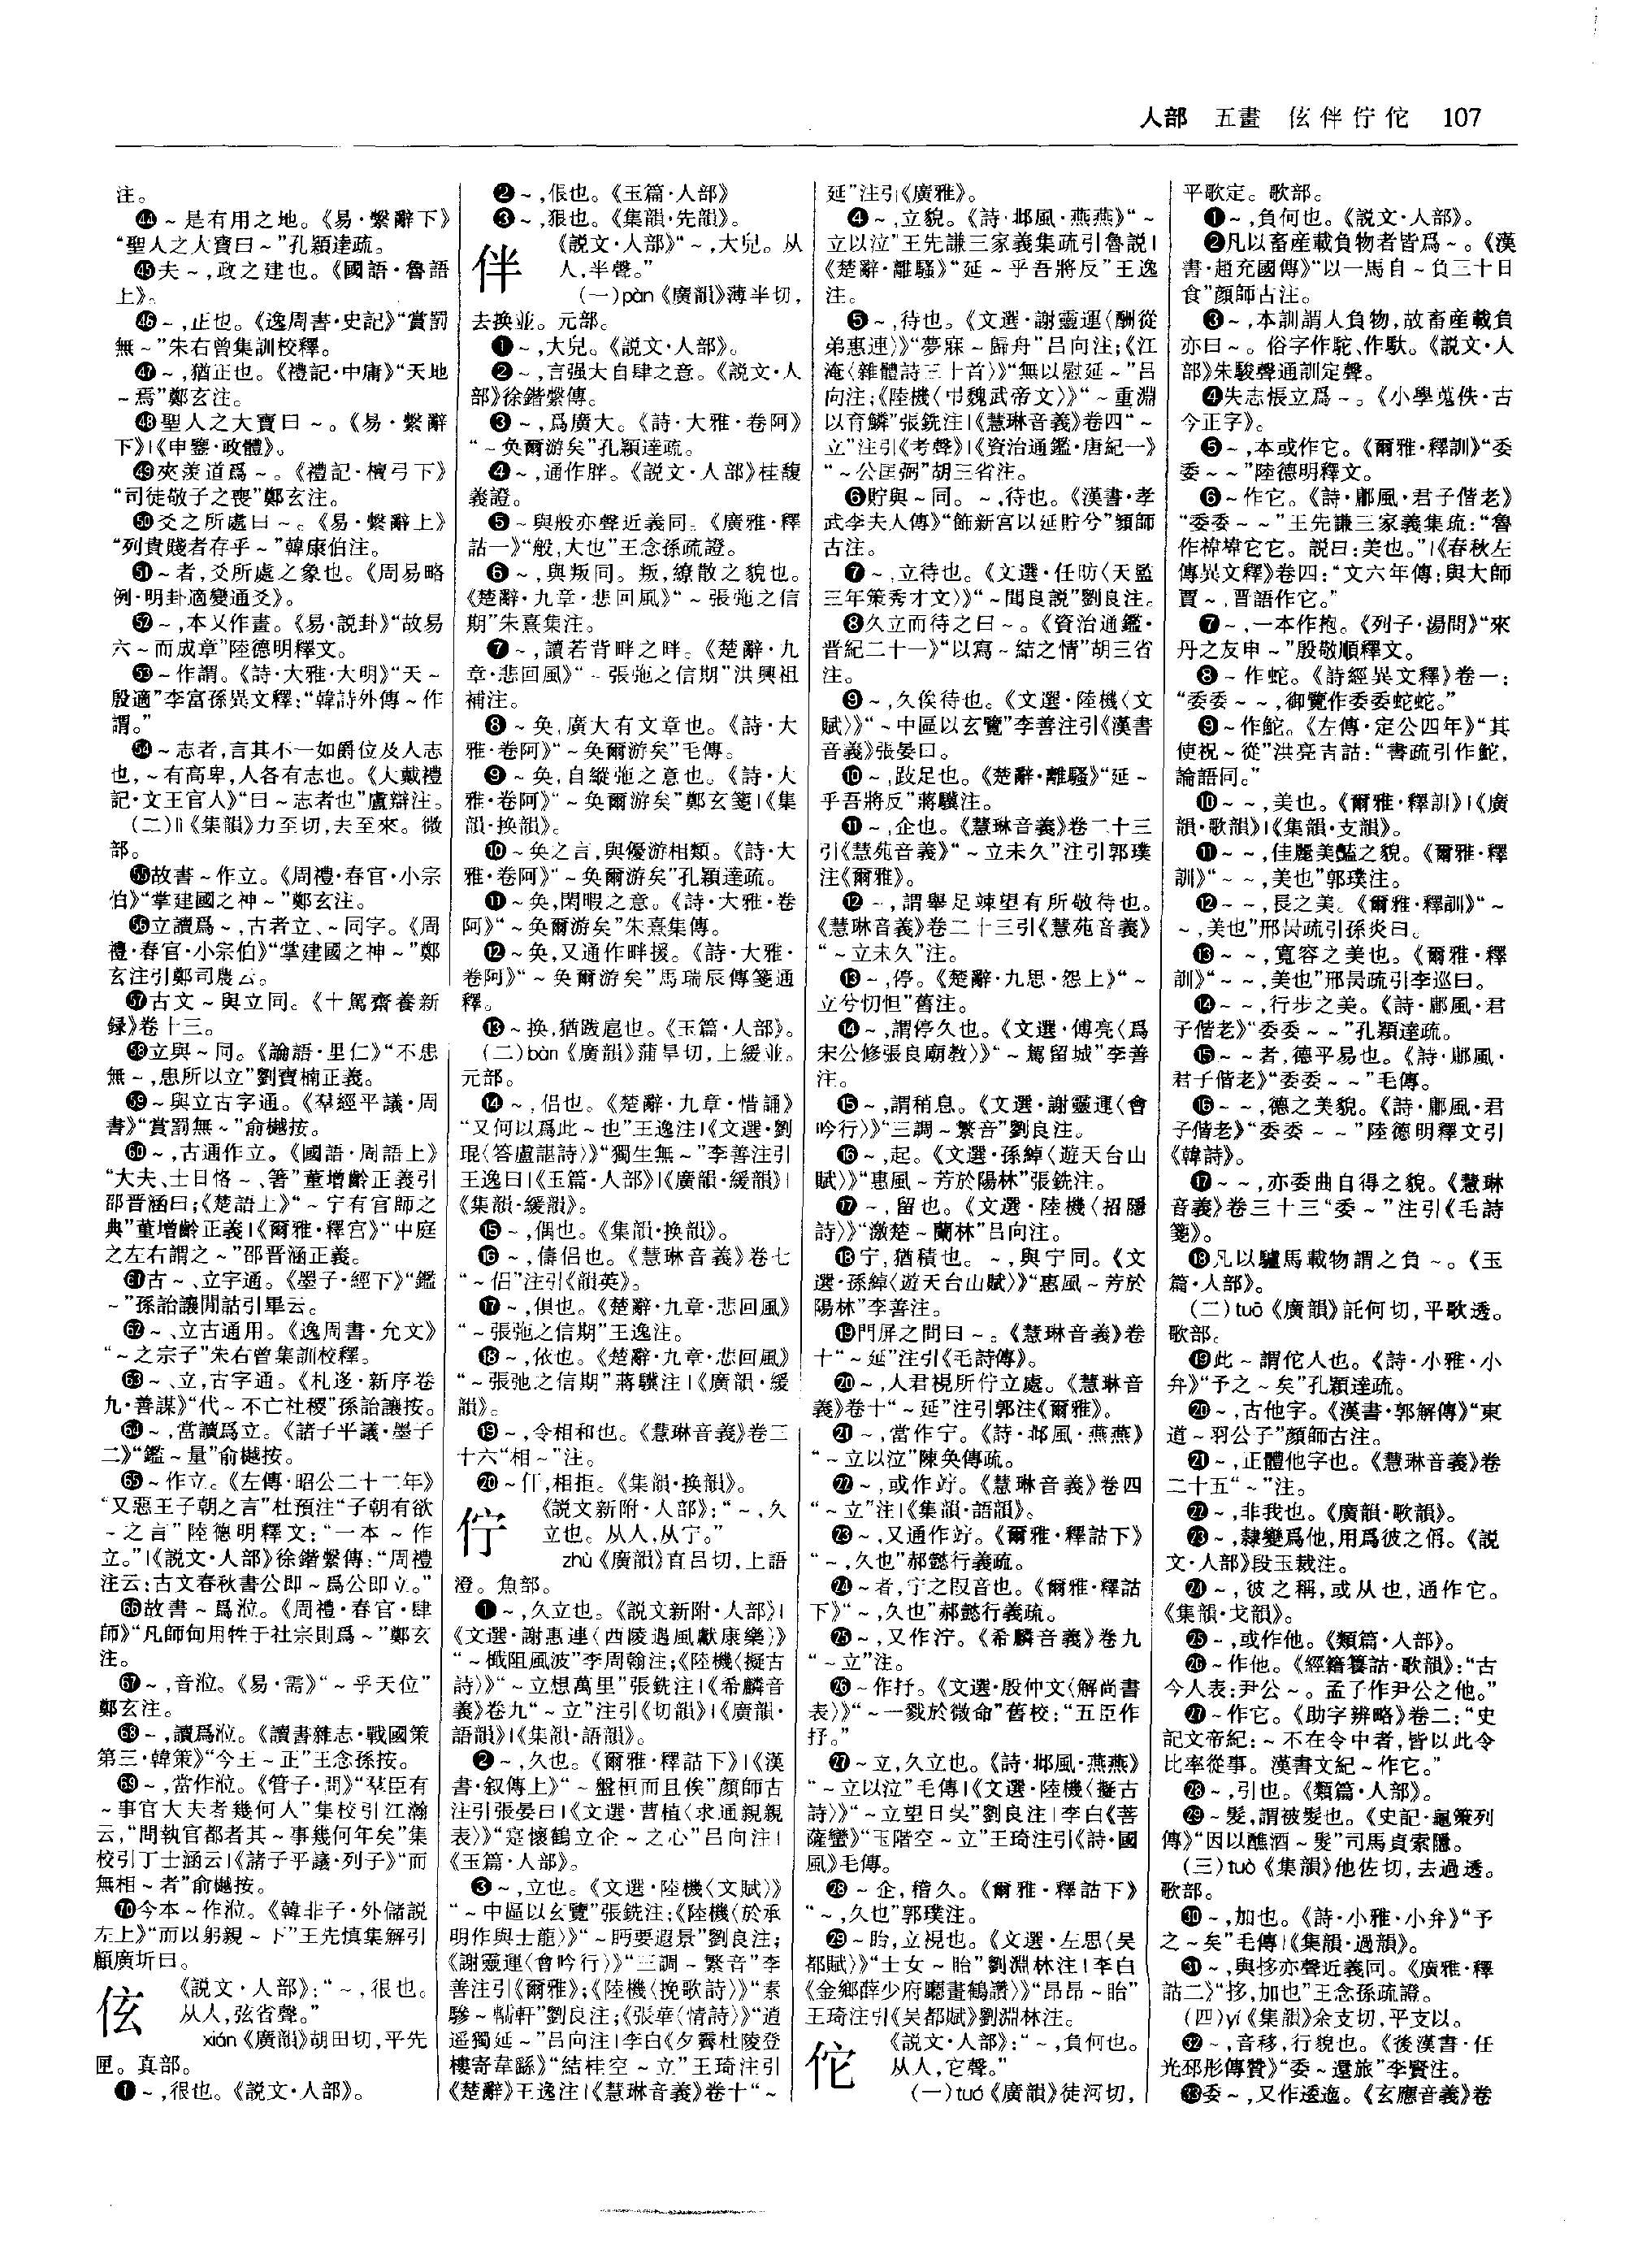 人部　五畫　伭伴佇佗　107
注。
㊹～是有用之地。《易·繫辭下》
“聖人之大寶曰～”孔穎達疏。
㊺夫～,政之建也。《國語·魯語
上》。
㊻～,正也。《逸周書·史記》“賞罰
無～”朱右曾集訓校釋。
㊼～,猶正也。《禮記·中庸》“天地
～焉”鄭玄注。
㊽聖人之大寶曰～。《易·繫辭
下》|《申鑒·政體》。
㊾夾羨道爲～。《禮記·檀弓下》
“司徒敬子之喪”鄭玄注。
㊿爻之所處曰～。《易·繫辭上》
“列貴賤者存乎～”韓康伯注。
51～者,爻所處之象也。《周易略
例·明卦適變通爻》。
52～,本又作畫。《易·説卦》“故易
六～而成章”陸德明釋文。
53～作謂。《詩·大雅·大明》“天～
殷適”李富孫異文釋:“韓詩外傳～作
謂。”
54～志者,言其不一如爵位及人志
也,～有高卑,人各有志也。《大戴禮
記·文王官人》“曰～志者也”盧辯注。
(二)lì《集韻》力至切,去至來。微
部。
55故書～作立。《周禮·春官·小宗
伯》“掌建國之神～”鄭玄注。
56立讀爲～,古者立、～同字。《周
禮·春官·小宗伯》“掌建國之神～”鄭
玄注引鄭司農云。
57古文～與立同。《十駕齋養新
録》卷十三。
58立與～同。《論語·里仁》“不患
無～,患所以立”劉寶楠正義。
59～與立古字通。《羣經平議·周
書》“賞罰無～”俞樾按。
60～,古通作立。《國語·周語上》
“大夫、士日恪～、箸”董增齡正義引
邵晋涵曰;《楚語上》“～宁有官師之
典”董增齡正義|《爾雅·釋宫》“中庭
之左右謂之～”邵晋涵正義。
61古～、立字通。《墨子·經下》“鑑
～”孫詒讓閒詁引畢云。
62～、立古通用。《逸周書·允文》
“～之宗子”朱右曾集訓校釋。
63～、立,古字通。《札迻·新序卷
九·善謀》“代～不亡社稷”孫詒讓按。
64～,當讀爲立。《諸子平議·墨子
二》“鑑～量”俞樾按。
65～作立。《左傳·昭公二十二年》
“又惡王子朝之言”杜預注“子朝有欲
～之言”陸德明釋文:“一本～作
立。”|《説文·人部》徐鍇繫傳:“周禮
注云:古文春秋書公即～爲公即立。”
66故書～爲涖。《周禮·春官·肆
師》“凡師甸用牲于社宗則爲～”鄭玄
注。
67～,音涖。《易·需》“～乎天位”
鄭玄注。
68～,讀爲涖。《讀書雜志·戰國策
第三·韓策》“今王～正”王念孫按。
69～,當作涖。《管子·問》“羣臣有
～事官大夫者幾何人”集校引江瀚
云,“問執官都者其～事幾何年矣”集
校引丁士涵云|《諸子平議·列子》“而
無相～者”俞樾按。
70今本～作涖。《韓非子·外儲説
左上》“而以躬親～下”王先慎集解引
顧廣圻曰。
伭　《説文·人部》:“～,很也。
从人,弦省聲。”
xián《廣韻》胡田切,平先
匣。真部。
❶～,很也。《説文·人部》。
❷～,倀也。《玉篇·人部》
❸～,狠也。《集韻·先韻》。
伴　《説文·人部》“～,大皃。从
人,半聲。”
(一)pàn《廣韻》薄半切,
去换並。元部。
❶～,大皃。《説文·人部》。
❷～,言强大自肆之意。《説文·人
部》徐鍇繫傳。
❸～,爲廣大。《詩·大雅·卷阿》
“～奐爾游矣”孔穎達疏。
❹～,通作胖。《説文·人部》桂馥
義證。
❺～與般亦聲近義同。《廣雅·釋
詁一》“般,大也”王念孫疏證。
❻～,與叛同。叛,繚散之貌也。
《楚辭·九章·悲回風》“～張弛之信
期”朱熹集注。
❼～,讀若背畔之畔。《楚辭·九
章·悲回風》“～張弛之信期”洪興祖
補注。
❽～奐,廣大有文章也。《詩·大
雅·卷阿》“～奐爾游矣”毛傳。
❾～奐,自縱弛之意也。《詩·大
雅·卷阿》“～奐爾游矣”鄭玄箋|《集
韻·换韻》。
❿～奐之言,與優游相類。《詩·大
雅·卷阿》“～奐爾游矣”孔穎達疏。
⓫～奐,閑暇之意。《詩·大雅·卷
阿》“～奐爾游矣”朱熹集傳。
⓬～奐,又通作畔援。《詩·大雅·
卷阿》“～奐爾游矣”馬瑞辰傳箋通
釋。
⓭～换,猶跋扈也。《玉篇·人部》。
(二)bàn《廣韻》蒲旱切,上緩並。
元部。
⓮～,侣也。《楚辭·九章·惜誦》
“又何以爲此～也”王逸注|《文選·劉
琨〈答盧諶詩〉》“獨生無～”李善注引
王逸曰|《玉篇·人部》|《廣韻·緩韻》|
《集韻·緩韻》。
⓯～,偶也。《集韻·换韻》。
⓰～,儔侣也。《慧琳音義》卷七
“～侣”注引《韻英》。
⓱～,俱也。《楚辭·九章·悲回風》
“～張弛之信期”王逸注。
⓲～,依也。《楚辭·九章·悲回風》
“～張弛之信期”蔣驥注|《廣韻·緩
韻》。
⓳～,令相和也。《慧琳音義》卷三
十六“相～”注。
⓴～仠,相拒。《集韻·换韻》。
佇　《説文新附·人部》:“～,久
立也。从人,从宁。”
zhù《廣韻》直吕切,上語
澄。魚部。
❶～,久立也。《説文新附·人部》|
《文選·謝惠連〈西陵遇風獻康樂〉》
“～檝阻風波”李周翰注;《陸機〈擬古
詩〉》“～立想萬里”張銑注|《希麟音
義》卷九“～立”注引《切韻》|《廣韻·
語韻》|《集韻·語韻》。
❷～,久也。《爾雅·釋詁下》|《漢
書·叙傳上》“～盤桓而且俟”顔師古
注引張晏曰|《文選·曹植〈求通親親
表〉》“寔懷鶴立企～之心”吕向注|
《玉篇·人部》。
❸～,立也。《文選·陸機〈文賦〉》
“～中區以玄覽”張銑注;《陸機〈於承
明作與士龍〉》“～眄要遐景”劉良注;
《謝靈運〈會吟行〉》“三調～繁音”李
善注引《爾雅》;《陸機〈挽歌詩〉》“素
驂～輀軒”劉良注;《張華〈情詩〉》“逍
遥獨延～”吕向注|李白《夕霽杜陵登
樓寄韋繇》“結桂空～立”王琦注引
《楚辭》王逸注|《慧琳音義》卷十“～
延”注引《廣雅》。
❹～,立貌。《詩·邶風·燕燕》“～
立以泣”王先謙三家義集疏引魯説|
《楚辭·離騷》“延～乎吾將反”王逸
注。
❺～,待也。《文選·謝靈運〈酬從
弟惠連〉》“夢寐～歸舟”吕向注;《江
淹〈雜體詩三十首〉》“無以慰延～”吕
向注;《陸機〈弔魏武帝文〉》“～重淵
以育鱗”張銑注|《慧琳音義》卷四“～
立”注引《考聲》|《資治通鑑·唐紀一》
“～公匡弼”胡三省注。
❻貯與～同。～,待也。《漢書·孝
武李夫人傳》“飾新宫以延貯兮”顔師
古注。
❼～,立待也。《文選·任昉〈天監
三年策秀才文〉》“～聞良説”劉良注。
❽久立而待之曰～。《資治通鑑·
晉紀二十一》“以寫～結之情”胡三省
注。
❾～,久俟待也。《文選·陸機〈文
賦〉》“～中區以玄覽”李善注引《漢書
音義》張晏曰。
❿～,跂足也。《楚辭·離騷》“延～
乎吾將反”蔣驥注。
⓫～,企也。《慧琳音義》卷二十三
引《慧苑音義》“～立未久”注引郭璞
注《爾雅》。
⓬～,謂舉足竦望有所敬待也。
《慧琳音義》卷二十三引《慧苑音義》
“～立未久”注。
⓭～,停。《楚辭·九思·怨上》“～
立兮忉怛”舊注。
⓮～,謂停久也。《文選·傅亮〈爲
宋公修張良廟教〉》“～駕留城”李善
注。
⓯～,謂稍息。《文選·謝靈運〈會
吟行〉》“三調～繁音”劉良注。
⓰～,起。《文選·孫綽〈遊天台山
賦〉》“惠風～芳於陽林”張銑注。
⓱～,留也。《文選·陸機〈招隱
詩〉》“激楚～蘭林”吕向注。
⓲宁,猶積也。～,與宁同。《文
選·孫綽〈遊天台山賦〉》“惠風～芳於
陽林”李善注。
⓳門屏之間曰～。《慧琳音義》卷
十“～延”注引《毛詩傳》。
⓴～,人君視所佇立處。《慧琳音
義》卷十“～延”注引郭注《爾雅》。
21～,當作宁。《詩·邶風·燕燕》
“～立以泣”陳奐傳疏。
22～,或作竚。《慧琳音義》卷四
“～立”注|《集韻·語韻》。
23～,又通作竚。《爾雅·釋詁下》
“～,久也”郝懿行義疏。
24～者,宁之叚音也。《爾雅·釋詁
下》“～,久也”郝懿行義疏。
25～,又作泞。《希麟音義》卷九
“～立”注。
26～作抒。《文選·殷仲文〈解尚書
表〉》“～一戮於微命”舊校:“五臣作
抒。”
27～立,久立也。《詩·邶風·燕燕》
“～立以泣”毛傳|《文選·陸機〈擬古
詩〉》“～立望日昃”劉良注|李白《菩
薩蠻》“玉階空～立”王琦注引《詩·國
風》毛傳。
28～企,稽久。《爾雅·釋詁下》
“～,久也”郭璞注。
29～眙,立視也。《文選·左思〈吴
都賦〉》“士女～眙”劉淵林注|李白
《金鄉薛少府廳畫鶴讚》“昂昂～眙”
王琦注引《吴都賦》劉淵林注。
佗　《説文·人部》:“～,負何也。
从人,它聲。”
(一)tuó《廣韻》徒河切,
平歌定。歌部。
❶～,負何也。《説文·人部》。
❷凡以畜産載負物者皆爲～。《漢
書·趙充國傳》“以一馬自～負三十日
食”顔師古注。
❸～,本訓謂人負物,故畜産載負
亦曰～。俗字作駝、作馱。《説文·人
部》朱駿聲通訓定聲。
❹失志悵立爲～。《小學蒐佚·古
今正字》。
❺～,本或作它。《爾雅·釋訓》“委
委～～”陸德明釋文。
❻～作它。《詩·鄘風·君子偕老》
“委委～～”王先謙三家義集疏:“魯
作禕禕它它。説曰:美也。”|《春秋左
傳異文釋》卷四:“文六年傳:與大師
賈～,晋語作它。”
❼～,一本作抱。《列子·湯問》“來
丹之友申～”殷敬順釋文。
❽～作蛇。《詩經異文釋》卷一:
“委委～～,御覽作委委蛇蛇。”
❾～作鮀。《左傳·定公四年》“其
使祝～從”洪亮吉詁:“書疏引作鮀,
論語同。”
❿～～,美也。《爾雅·釋訓》|《廣
韻·歌韻》|《集韻·支韻》。
⓫～～,佳麗美豔之貌。《爾雅·釋
訓》“～～,美也”郭璞注。
⓬～～,長之美。《爾雅·釋訓》“～
～,美也”邢昺疏引孫炎曰。
⓭～～,寬容之美也。《爾雅·釋
訓》“～～,美也”邢昺疏引李巡曰。
⓮～～,行步之美。《詩·鄘風·君
子偕老》“委委～～”孔穎達疏。
⓯～～者,德平易也。《詩·鄘風·
君子偕老》“委委～～”毛傳。
⓰～～,德之美貌。《詩·鄘風·君
子偕老》“委委～～”陸德明釋文引
《韓詩》。
⓱～～,亦委曲自得之貌。《慧琳
音義》卷三十三“委～”注引《毛詩
箋》。
⓲凡以驢馬載物謂之負～。《玉
篇·人部》。
(二)tuō《廣韻》託何切,平歌透。
歌部。
⓳此～謂佗人也。《詩·小雅·小
弁》“予之～矣”孔穎達疏。
⓴～,古他字。《漢書·郭解傳》“東
道～羽公子”顔師古注。
21～,正體他字也。《慧琳音義》卷
二十五“～”注。
22～,非我也。《廣韻·歌韻》。
23～,隸變爲他,用爲彼之偁。《説
文·人部》段玉裁注。
24～,彼之稱,或从也,通作它。
《集韻·戈韻》。
25～,或作他。《類篇·人部》。
26～作他。《經籍籑詁·歌韻》:“古
今人表:尹公～。孟子作尹公之他。”
27～作它。《助字辨略》卷二:“史
記文帝紀:～不在令中者,皆以此令
比率從事。漢書文紀～作它。”
28～,引也。《類篇·人部》。
29～髮,謂被髮也。《史記·龜策列
傳》“因以醮酒～髮”司馬貞索隱。
(三)tuò《集韻》他佐切,去過透。
歌部。
30～,加也。《詩·小雅·小弁》“予
之～矣”毛傳|《集韻·過韻》。
31～,與拸亦聲近義同。《廣雅·釋
詁二》“拸,加也”王念孫疏證。
(四)yí《集韻》余支切,平支以。
32～,音移,行貌也。《後漢書·任
光邳彤傳贊》“委～還旅”李賢注。
33委～,又作逶迤。《玄應音義》卷